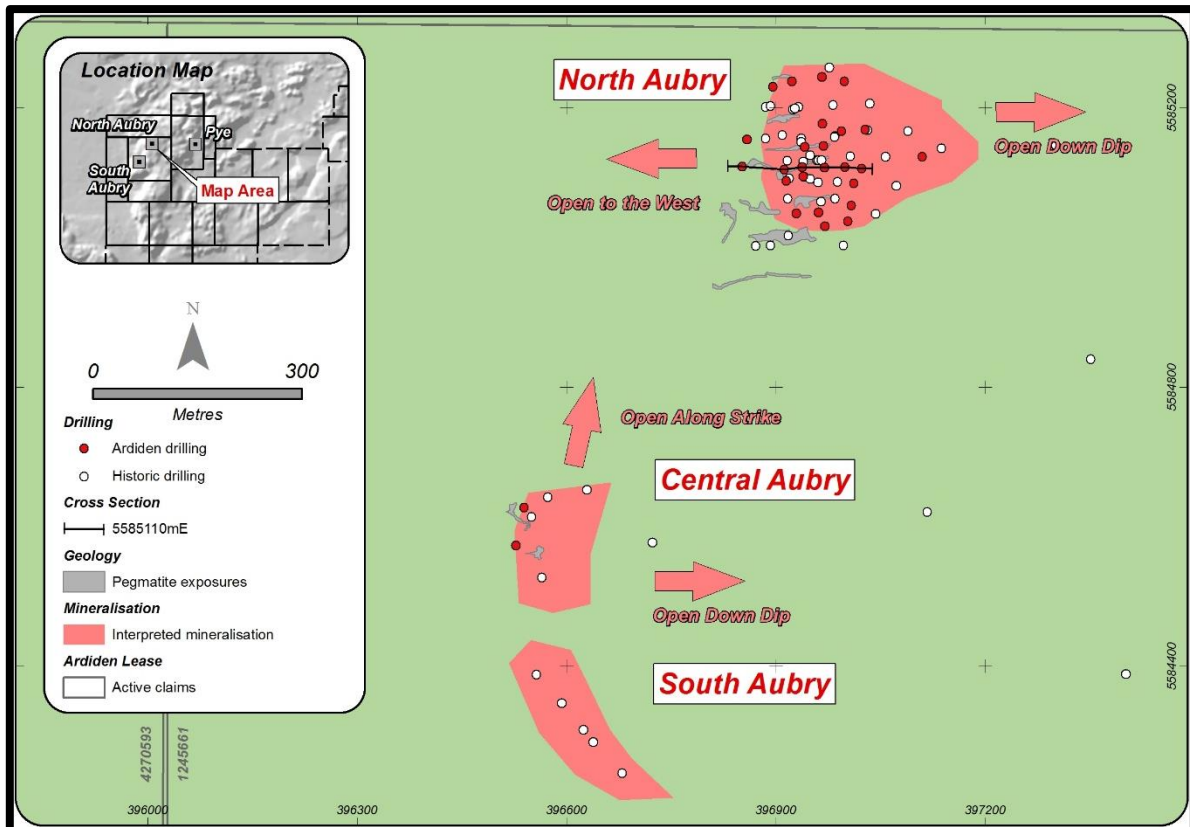 Location Map
North Aubry
Pye
South
Aubry
Map Area
N
0 300
Metres
Drilling
Ardiden drilling
Historic drilling
Cross Section
5585110mE
Geology
Pegmatite exposures
Mineralisation
Interpreted mineralisation
Ardiden Lease
Active claims
North Aubry
Open Down Dip
Open to the West
5585200
5584800
Open Along Strike
Central Aubry
Open Down Dip
South Aubry
5584400
4270593
1245661
396000 396300 396600 396900 397200